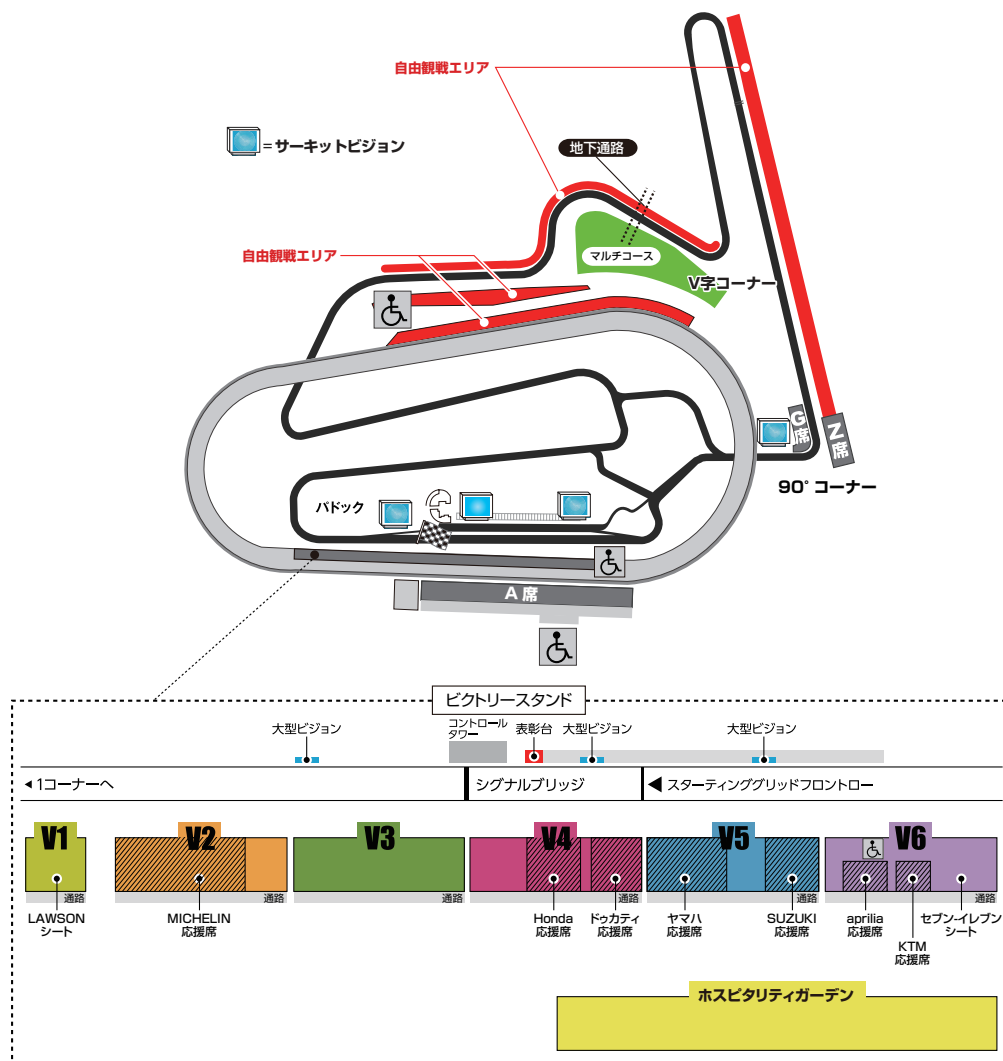 自由観戦エリア
=サーキットビジョン
地下通路
マルチコース
自由観戦エリア
V字コーナー
G席
Z席
90°コーナー
パドック
A席
ビクトリースタンド
大型ビジョン
コントロール
タワー
表彰台
大型ビジョン
大型ビジョン
◀1コーナーへ
シグナルブリッジ
◀スターティンググリッドフロントロー
V1
V2
V3
V4
V5
V6
通路
通路
通路
通路
通路
通路
LAWSON
シート
MICHELIN
応援席
Honda
応援席
ドゥカティ
応援席
ヤマハ
応援席
SUZUKI
応援席
aprilia
応援席
KTM
応援席
セブン-イレブン
シート
ホスピタリティガーデン